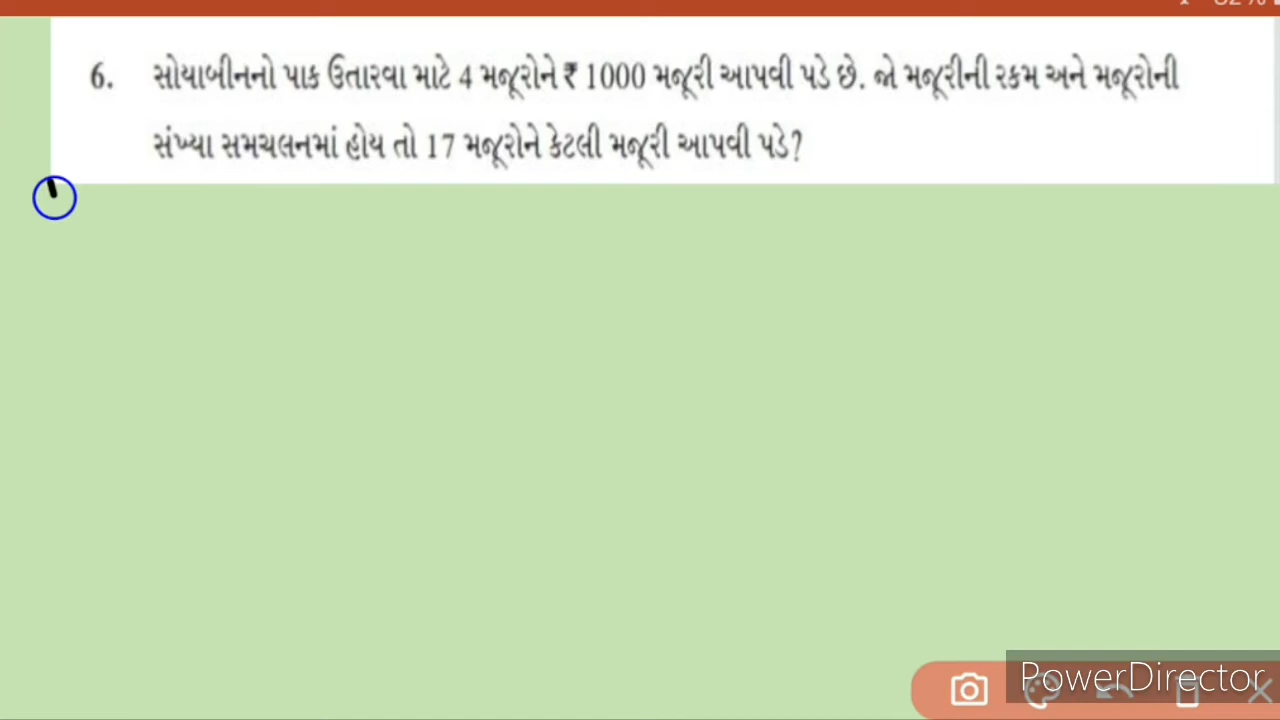 6. સોયાબીનનો પાક ઉતારવા માટે 4 મજૂરોને ₹ 1000 મજૂરી આપવી પડે છે. જો મજૂરીની રકમ અને મજૂરોની
સંખ્યા સમચલનમાં હોય તો 17 મજૂરોને કેટલી મજૂરી આપવી પડે?
PowerDirector